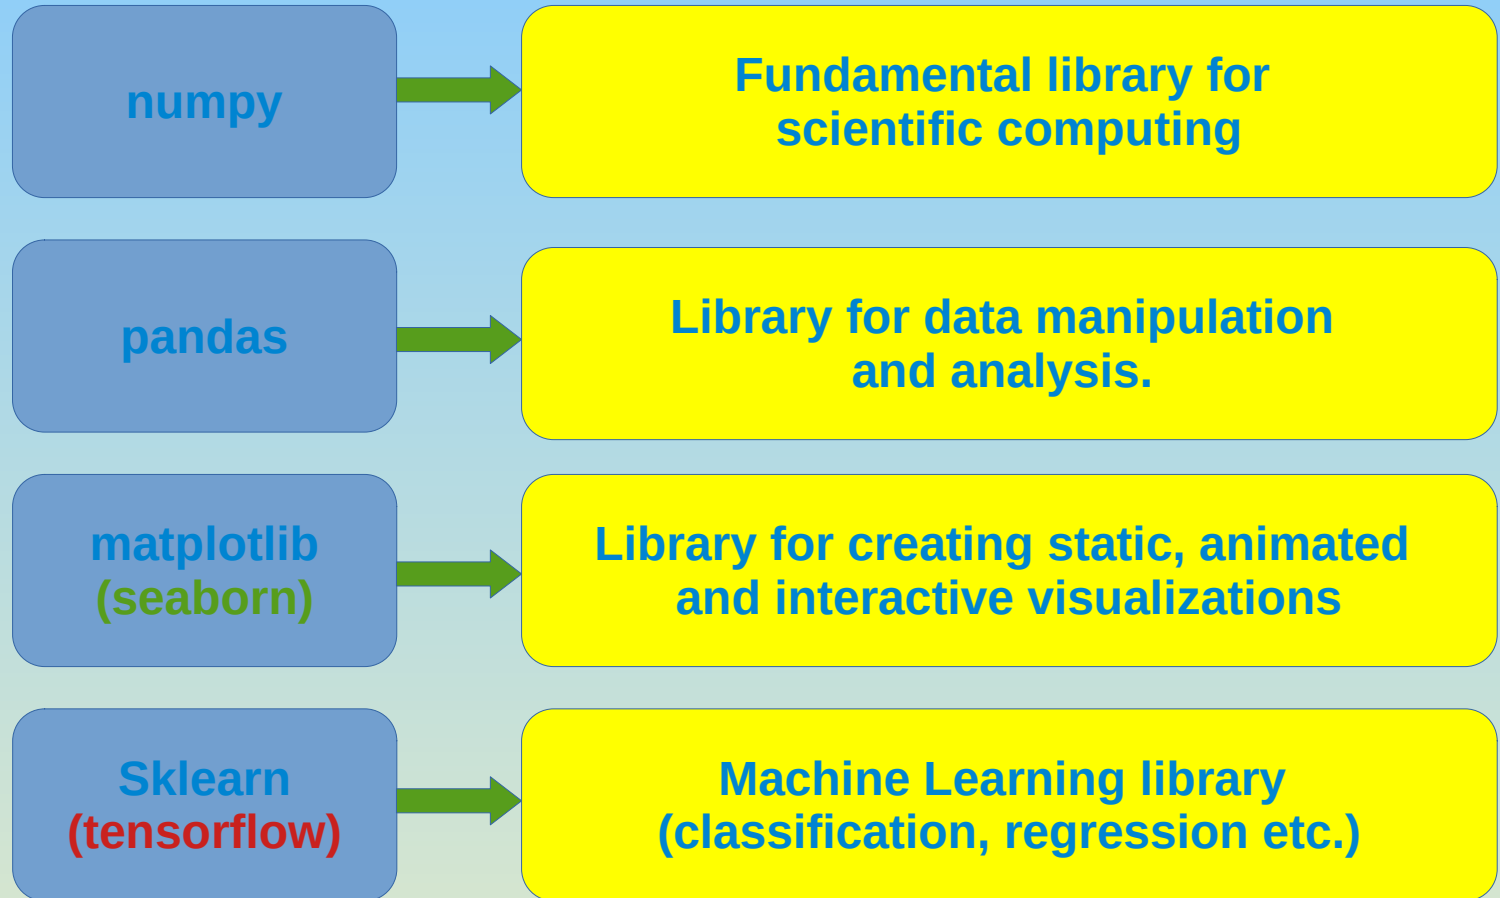 numpy
Fundamental library for
scientific computing
pandas
Library for data manipulation
and analysis.
matplotlib
(seaborn)
Library for creating static, animated
and interactive visualizations
Sklearn
(tensorflow)
Machine Learning library
(classification, regression etc.)